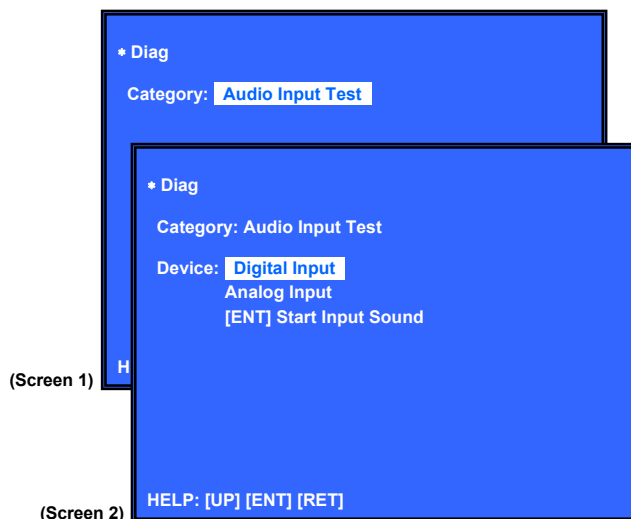 * Diag
Category: Audio Input Test
H
(Screen 1)
* Diag
Category: Audio Input Test
Device: Digital Input
Analog Input
[ENT] Start Input Sound
HELP: [UP] [ENT] [RET]
(Screen 2)